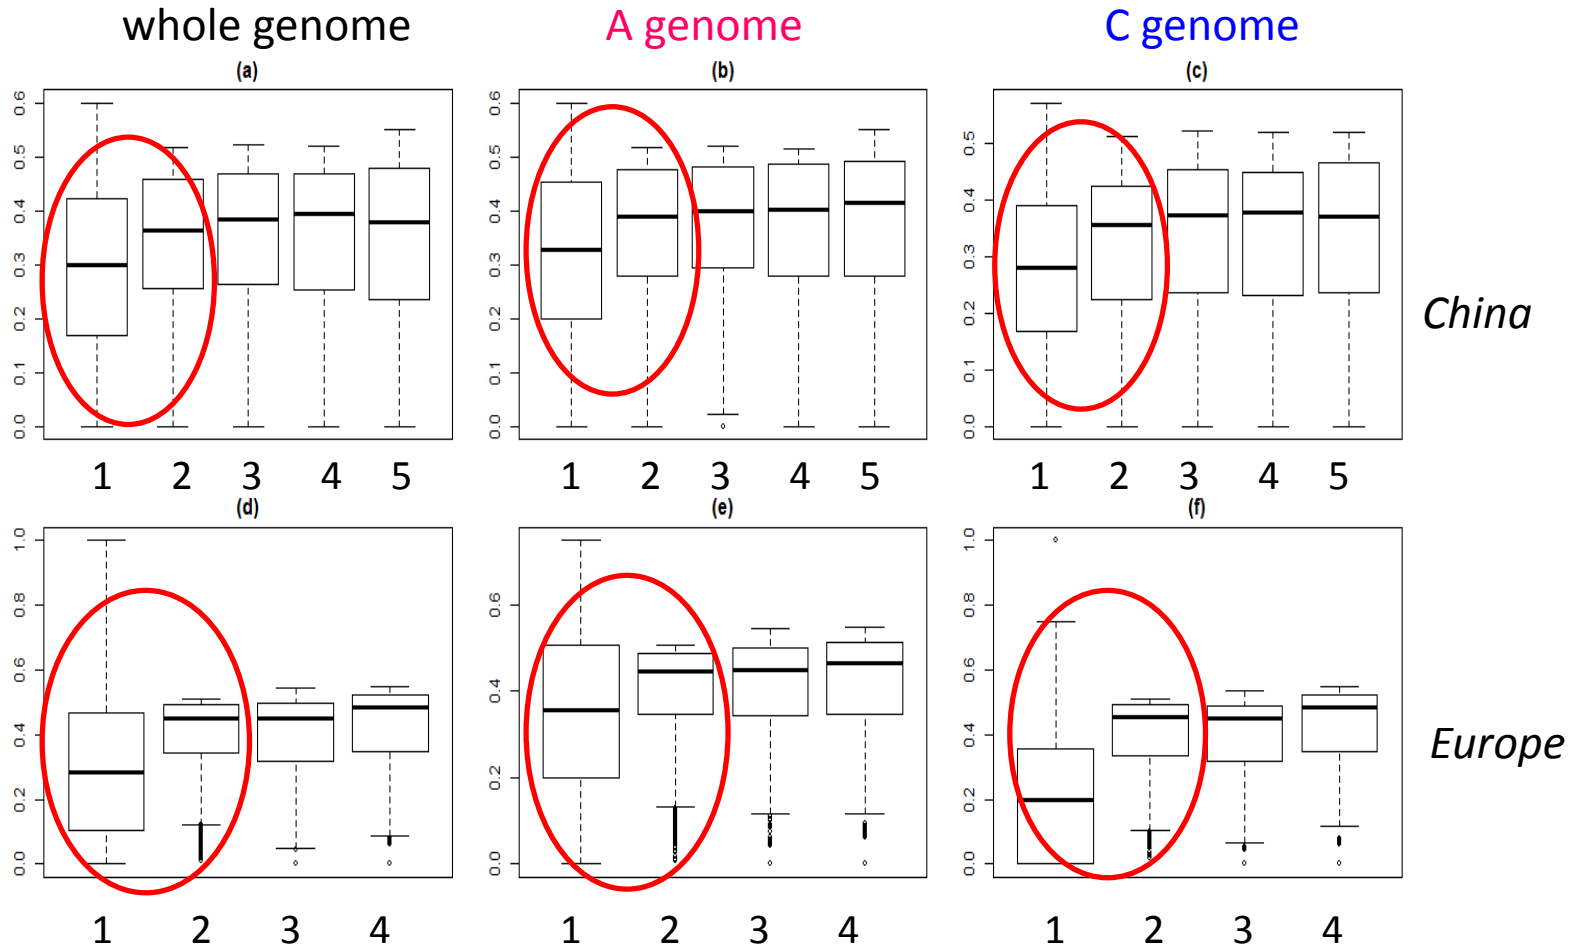 whole genome A genome C genome
(a) (b) (c)
0.0 0.1 0.2 0.3 0.4 0.5 0.6
0.0 0.1 0.2 0.3 0.4 0.5 0.6
0.0 0.1 0.2 0.3 0.4 0.5
China
1 2 3 4 5
1 2 3 4 5
1 2 3 4 5
(d) (e) (f)
0.0 0.2 0.4 0.6 0.8 1.0
0.0 0.2 0.4 0.6
0.0 0.2 0.4 0.6 0.8 1.0
Europe
1 2 3 4
1 2 3 4
1 2 3 4